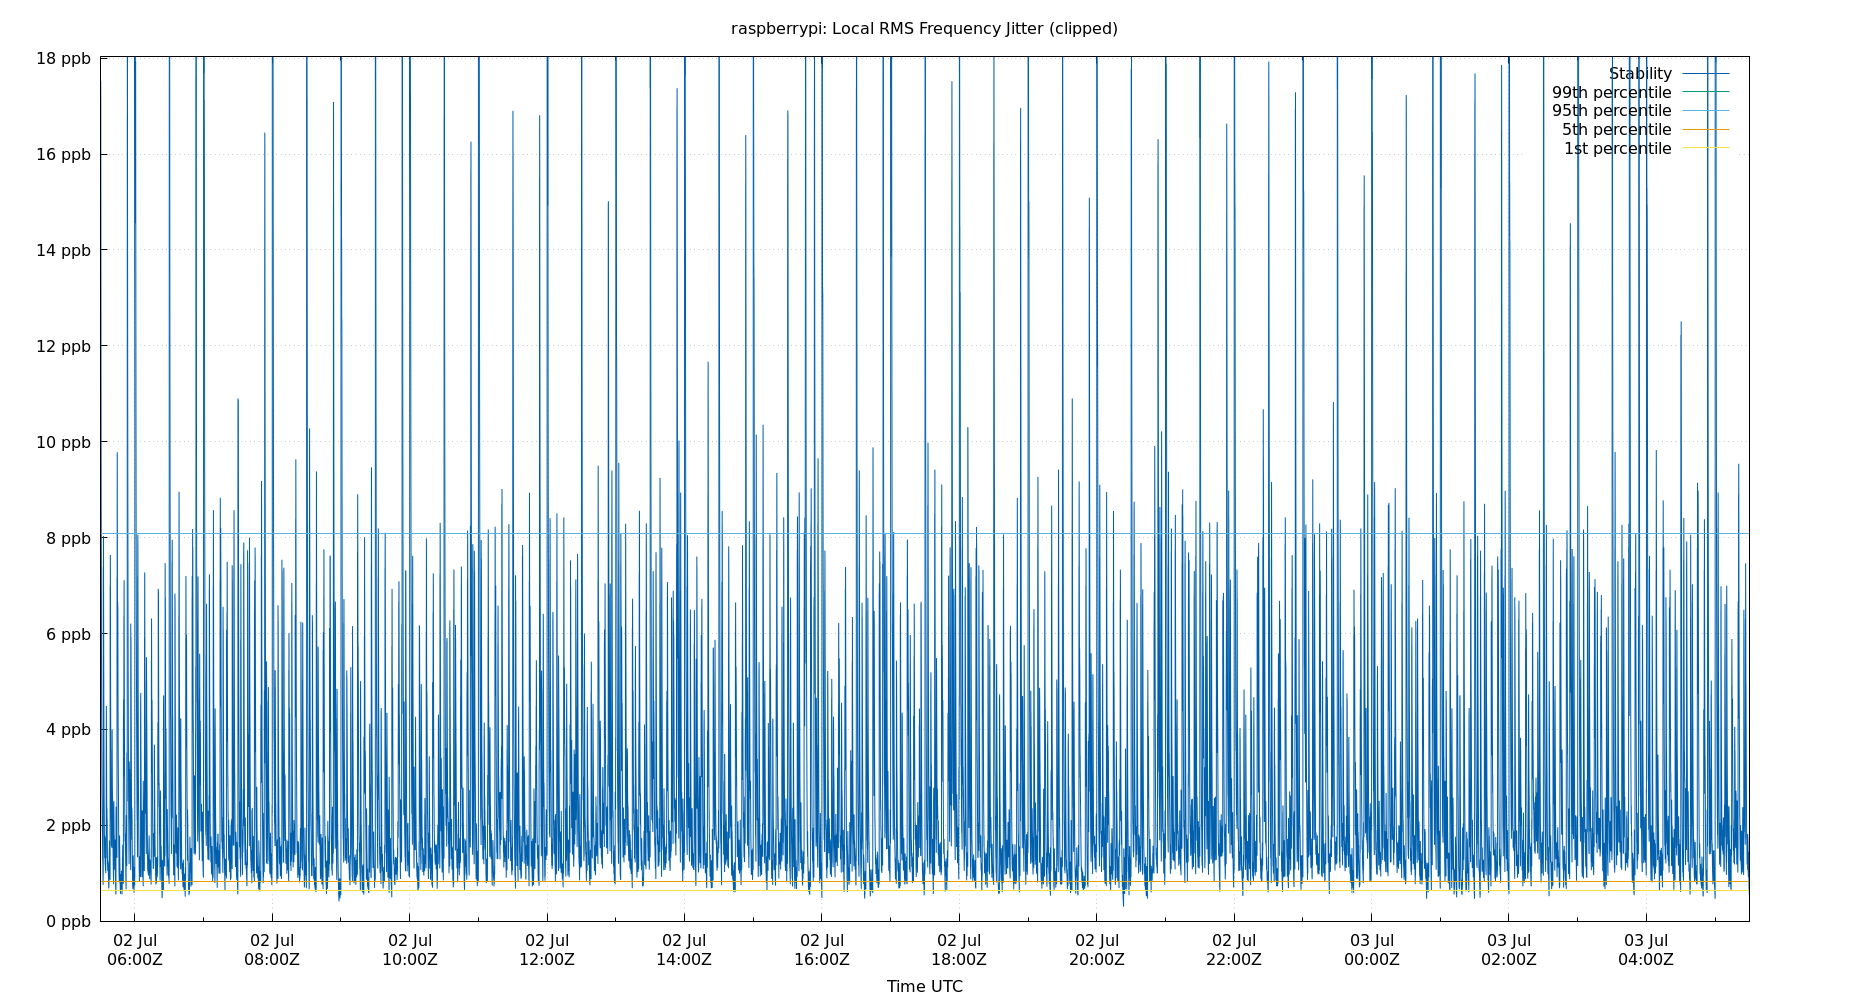 raspberrypi: Local RMS Frequency Jitter (clipped)
18 ppb
16 ppb
14 ppb
12 ppb
10 ppb
8 ppb
6 ppb
4 ppb
2 ppb
0 ppb
Stability
99th percentile
95th percentile
5th percentile
1st percentile
02 Jul 02 Jul 02 Jul 02 Jul 02 Jul 02 Jul 02 Jul 02 Jul 02 Jul 03 Jul 03 Jul 03 Jul
06:00Z 08:00Z 10:00Z 12:00Z 14:00Z 16:00Z 18:00Z 20:00Z 22:00Z 00:00Z 02:00Z 04:00Z
Time UTC